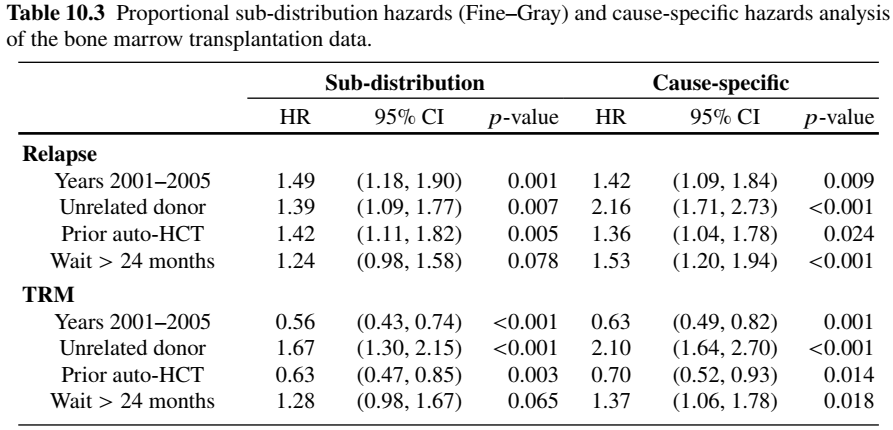 Table 10.3 Proportional sub-distribution hazards (Fine–Gray) and cause-specific hazards analysis
of the bone marrow transplantation data.
Sub-distribution Cause-specific
HR 95% CI p-value HR 95% CI p-value
Relapse
Years 2001–2005 1.49 (1.18, 1.90) 0.001 1.42 (1.09, 1.84) 0.009
Unrelated donor 1.39 (1.09, 1.77) 0.007 2.16 (1.71, 2.73) <0.001
Prior auto-HCT 1.42 (1.11, 1.82) 0.005 1.36 (1.04, 1.78) 0.024
Wait > 24 months 1.24 (0.98, 1.58) 0.078 1.53 (1.20, 1.94) <0.001
TRM
Years 2001–2005 0.56 (0.43, 0.74) <0.001 0.63 (0.49, 0.82) 0.001
Unrelated donor 1.67 (1.30, 2.15) <0.001 2.10 (1.64, 2.70) <0.001
Prior auto-HCT 0.63 (0.47, 0.85) 0.003 0.70 (0.52, 0.93) 0.014
Wait > 24 months 1.28 (0.98, 1.67) 0.065 1.37 (1.06, 1.78) 0.018